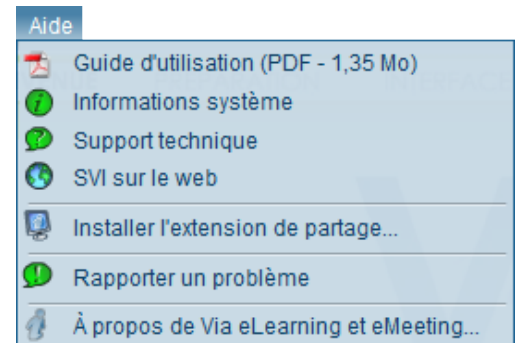 Aide
Guide d'utilisation (PDF - 1,35 Mo)
Informations système
Support technique
SVI sur le web
Installer l'extension de partage...
Rapporter un problème
À propos de Via eLearning et eMeeting...